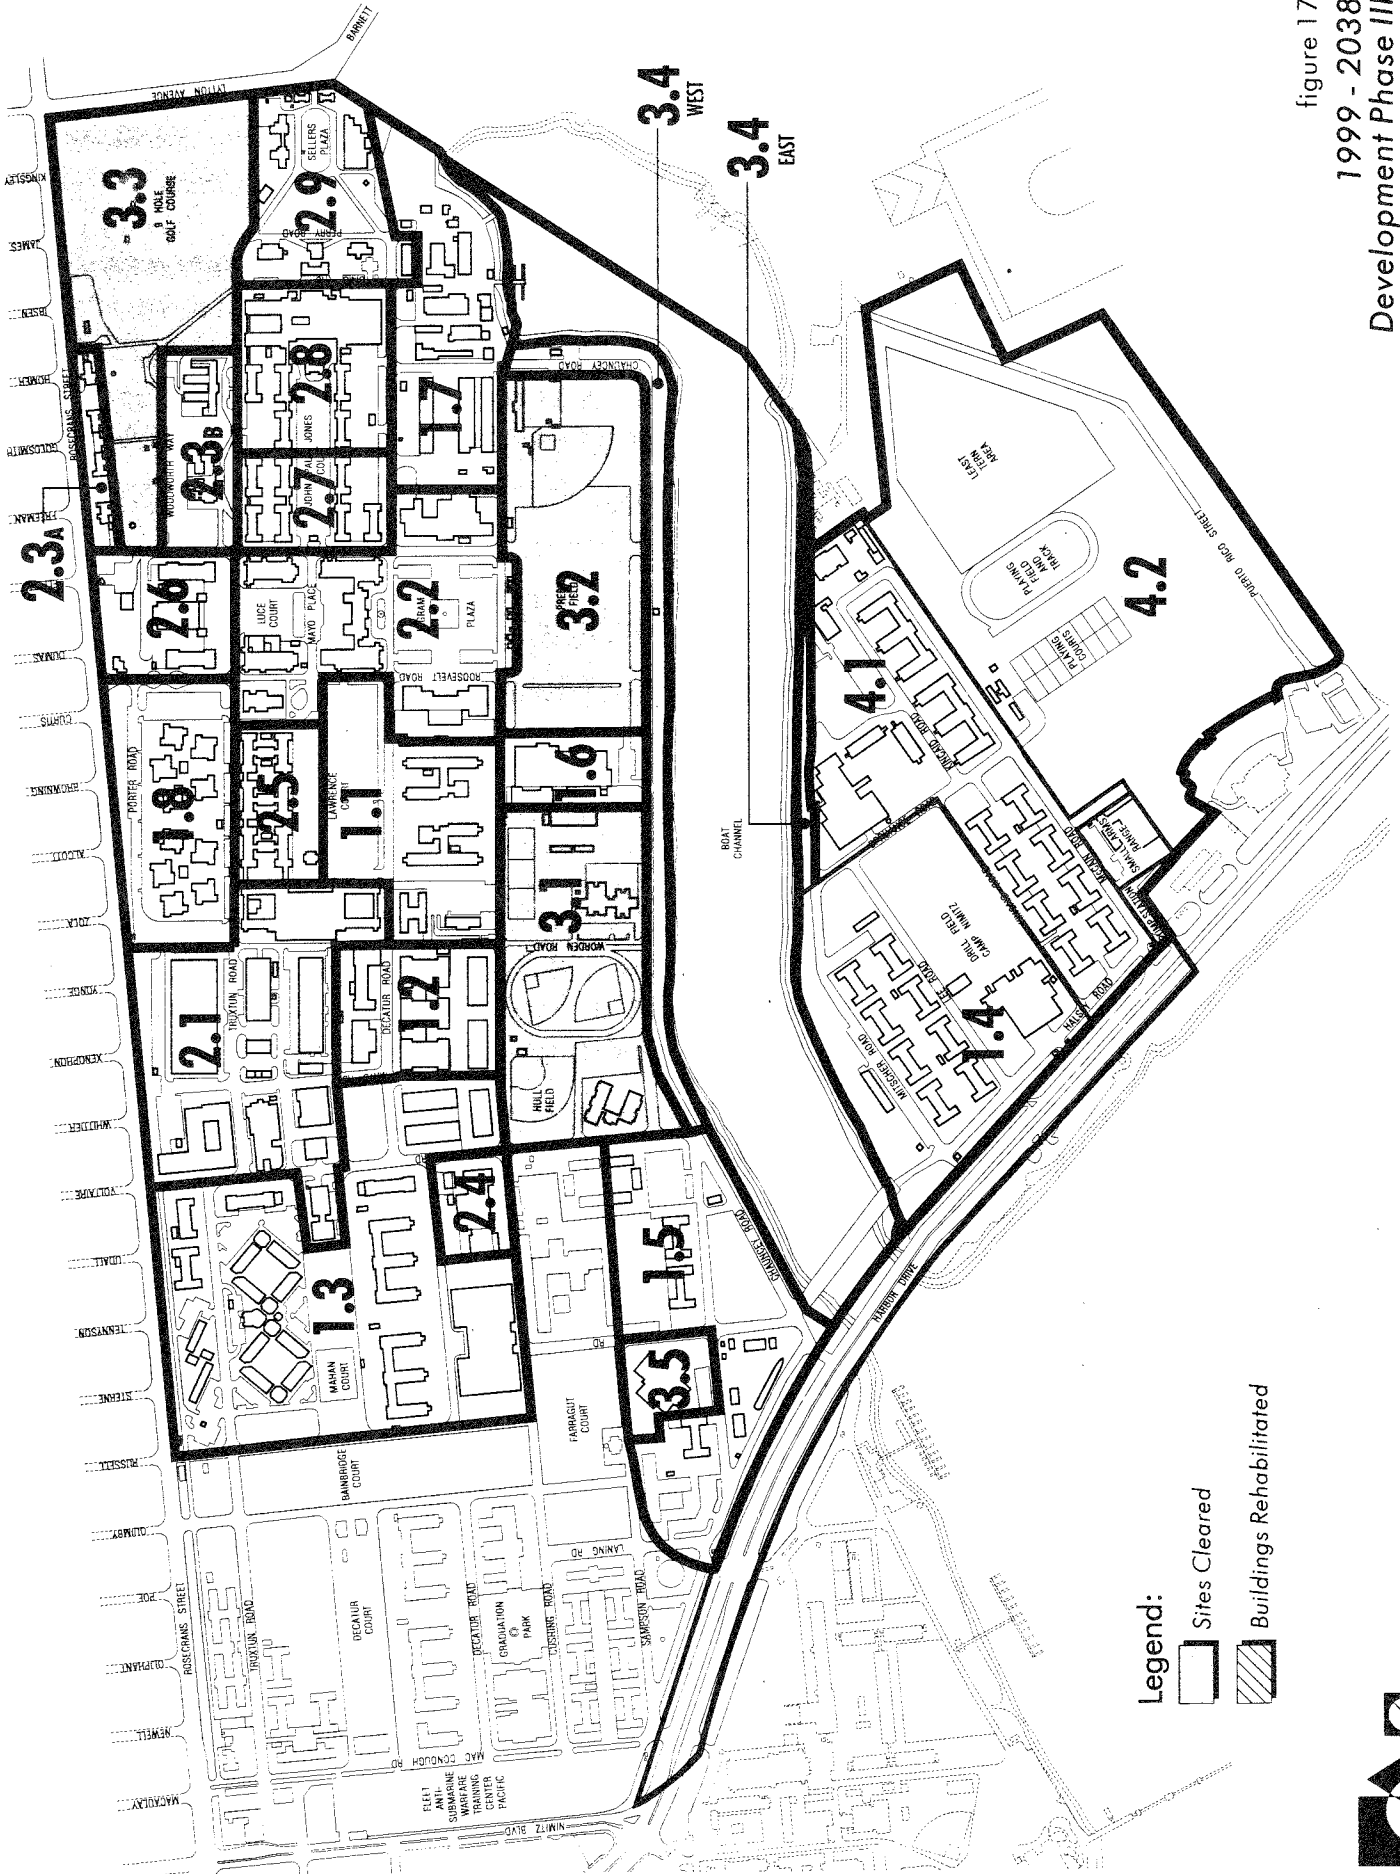 figure 17
1999 - 2038
Development Phase III
BARNETT
LYTTON AVENUE
KINGSLEY
JAMES
IBSEN
HOMER
GOLDSMITH
FREEMAN
DUMAS
CURTIS
BROWNING
ALCOTT
ZOLA
YONGE
XENOPHON
WHITTIER
VOLTAIRE
UDALL
TENNYSON
STERNE
RUSSELL
QUIMBY
POE
OLIPHANT
NEWELL
MACAULAY
ROSECRANS STREET
ROSECRANS STREET
3.3
9 HOLE
GOLF COURSE
2.9
SELLERS
PLAZA
PERRY ROAD
3.4
WEST
3.4
EAST
2.3A
2.3B
WOODWORTH WAY
2.8
JONES
2.7
JOHN
1.7
CHAUNCEY ROAD
2.6
LUCE
COURT
MAYO PLACE
2.2
PLAZA
ROOSEVELT ROAD
3.2
FIELD
PORTER ROAD
1.8
2.5
LAWRENCE
COURT
1.1
1.6
3.1
WORDEN ROAD
2.1
TRUXTUN ROAD
DECATUR ROAD
1.2
HULL
FIELD
2.4
1.3
MAHAN
COURT
1.5
3.5
CHAUNCEY ROAD
FARRAGUT
COURT
RD
BAINBRIDGE
COURT
DECATUR
COURT
TRUXTUN ROAD
DECATUR ROAD
GRADUATION
PARK
CUSHING ROAD
LANING RD
SAMPSON ROAD
MAC DONOUGH RD
FLEET
ANTI-
SUBMARINE
WARFARE
TRAINING
CENTER
PACIFIC
NIMITZ BLVD
HARBOR DRIVE
BOAT
CHANNEL
LEAST
TERN
AREA
PLAYING
FIELD
AND
TRACK
PLAYING
COURTS
4.2
PUERTO RICO STREET
4.1
KINCAID ROAD
DRILL FIELD
CAMP NIMITZ
LEE ROAD
MITSCHER ROAD
1.4
HALSEY ROAD
MCCAIN ROAD
SMALL ARMS
RANGE
PUMP STATION
Legend:
Sites Cleared
Buildings Rehabilitated